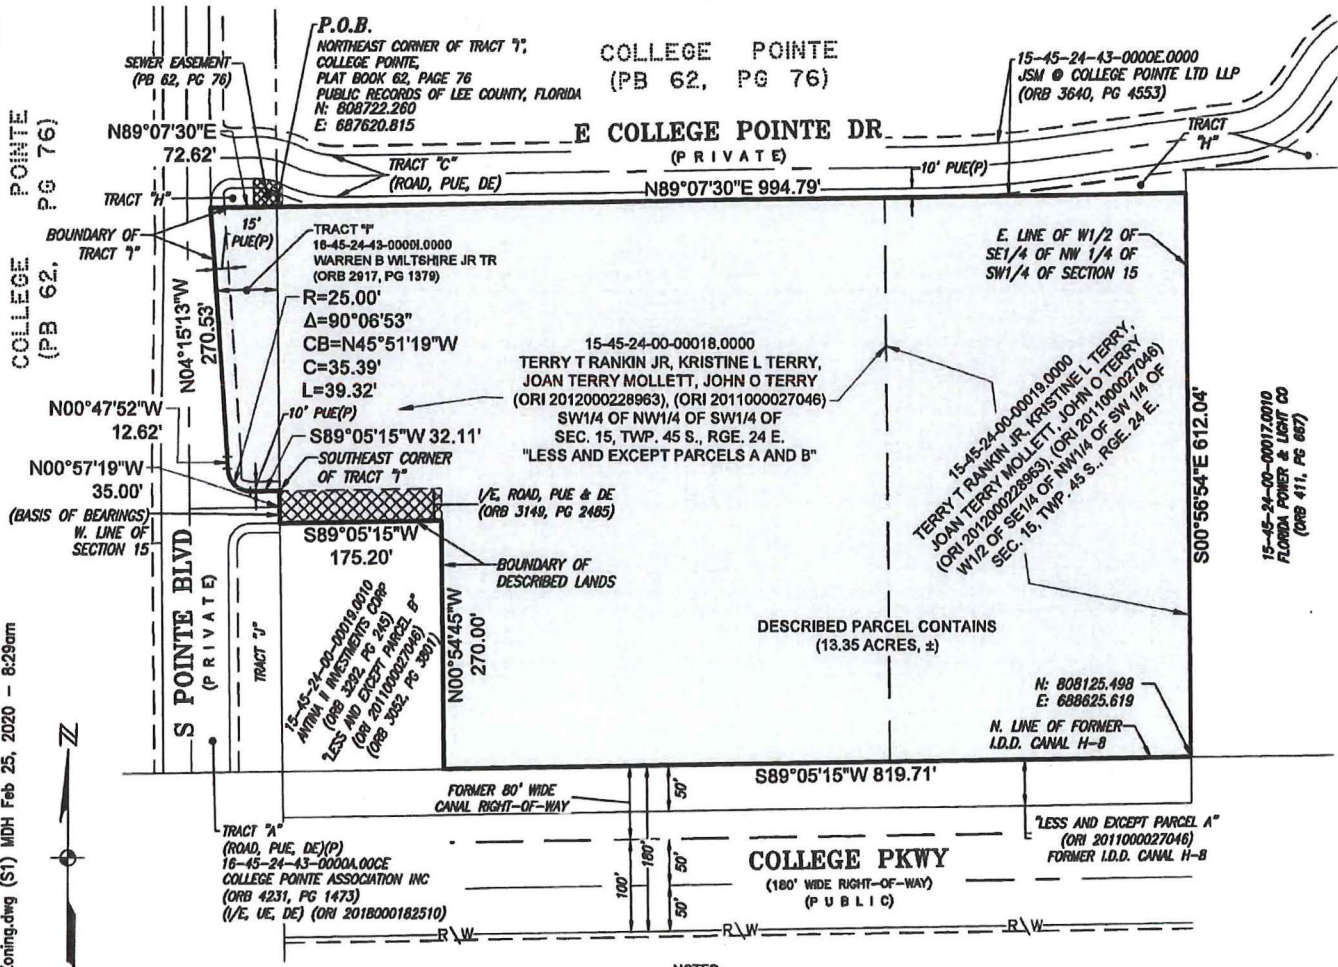 P.O.B.
NORTHEAST CORNER OF TRACT "I",
COLLEGE POINTE,
PLAT BOOK 62, PAGE 76
PUBLIC RECORDS OF LEE COUNTY, FLORIDA
N: 808722.260
E: 687620.815
SEWER EASEMENT
(PB 62, PG 76)
COLLEGE POINTE
(PB 62, PG 76)
15-45-24-43-0000E.0000
JSM @ COLLEGE POINTE LTD LLP
(ORB 3640, PG 4553)
COLLEGE POINTE
(PB 62, PG 76)
N89°07'30"E
72.62'
E COLLEGE POINTE DR
(PRIVATE)
TRACT "C"
(ROAD, PUE, DE)
10' PUE(P)
TRACT
"H"
N89°07'30"E 994.79'
TRACT "H"
BOUNDARY OF
TRACT "I"
15'
PUE(P)
TRACT "I"
16-45-24-43-0000I.0000
WARREN B WILTSHIRE JR TR
(ORB 2917, PG 1379)
E. LINE OF W1/2 OF
SE1/4 OF NW 1/4 OF
SW1/4 OF SECTION 15
N04°15'13"W
270.53'
R=25.00'
Δ=90°06'53"
CB=N45°51'19"W
C=35.39'
L=39.32'
10' PUE(P)
15-45-24-00-00018.0000
TERRY T RANKIN JR, KRISTINE L TERRY,
JOAN TERRY MOLLETT, JOHN O TERRY
(ORI 2012000228963), (ORI 2011000027046)
SW1/4 OF NW1/4 OF SW1/4 OF
SEC. 15, TWP. 45 S., RGE. 24 E.
"LESS AND EXCEPT PARCELS A AND B"
15-45-24-00-00019.0000
TERRY T RANKIN JR, KRISTINE L TERRY,
JOAN TERRY MOLLETT, JOHN O TERRY
(ORI 2012000228963), (ORI 2011000027046)
W1/2 OF SE1/4 OF NW1/4 OF SW 1/4 OF
SEC. 15, TWP. 45 S., RGE. 24 E.
S00°56'54"E 612.04'
15-45-24-00-00017.0010
FLORIDA POWER & LIGHT CO
(ORB 411, PG 667)
N00°47'52"W
12.62'
S89°05'15"W 32.11'
SOUTHEAST CORNER
OF TRACT "I"
N00°57'19"W
35.00'
(BASIS OF BEARINGS)
W. LINE OF
SECTION 15
I/E, ROAD, PUE & DE
(ORB 3149, PG 2485)
S89°05'15"W
175.20'
BOUNDARY OF
DESCRIBED LANDS
S POINTE BLVD
(PRIVATE)
TRACT "J"
15-45-24-00-00019.0010
ANTINA II INVESTMENTS CORP
(ORB 3292, PG 245)
"LESS AND EXCEPT PARCEL B"
(ORI 2011000027046)
(ORB 3052, PG 3801)
N00°54'45"W
270.00'
DESCRIBED PARCEL CONTAINS
(13.35 ACRES, ±)
N: 808125.498
E: 688625.619
N. LINE OF FORMER
I.D.D. CANAL H-8
S89°05'15"W 819.71'
FORMER 80' WIDE
CANAL RIGHT-OF-WAY
50'
50'
50'
100'
180'
"LESS AND EXCEPT PARCEL A"
(ORI 2011000027046)
FORMER I.D.D. CANAL H-8
TRACT "A"
(ROAD, PUE, DE)(P)
16-45-24-43-0000A.00CE
COLLEGE POINTE ASSOCIATION INC
(ORB 4231, PG 1473)
(I/E, UE, DE) (ORI 2018000182510)
COLLEGE PKWY
(180' WIDE RIGHT-OF-WAY)
(PUBLIC)
R\W
R\W
R\W
N
oning.dwg (S1) MDH Feb 25, 2020 - 8:29am